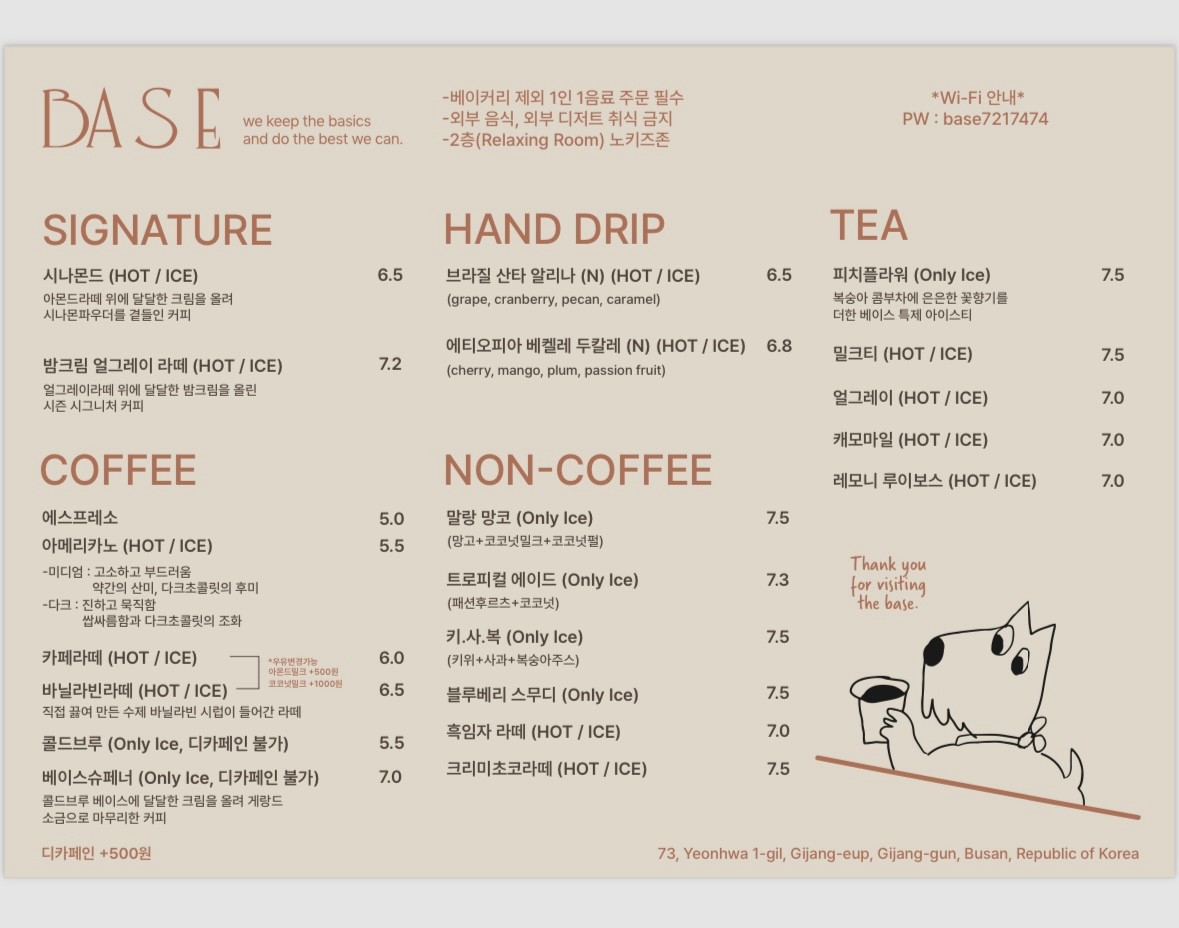 BASE
we keep the basics
and do the best we can.
-베이커리 제외 1인 1음료 주문 필수
-외부 음식, 외부 디저트 취식 금지
-2층(Relaxing Room) 노키즈존
*Wi-Fi 안내*
PW : base7217474
SIGNATURE
시나몬드 (HOT / ICE) 6.5
아몬드라떼 위에 달달한 크림을 올려
시나몬파우더를 곁들인 커피
밤크림 얼그레이 라떼 (HOT / ICE) 7.2
얼그레이라떼 위에 달달한 밤크림을 올린
시즌 시그니처 커피
COFFEE
에스프레소 5.0
아메리카노 (HOT / ICE) 5.5
-미디엄 : 고소하고 부드러움
약간의 산미, 다크초콜릿의 후미
-다크 : 진하고 묵직함
쌉싸름함과 다크초콜릿의 조화
카페라떼 (HOT / ICE) 6.0
바닐라빈라떼 (HOT / ICE) 6.5
*우유변경가능
아몬드밀크 +500원
코코넛밀크 +1000원
직접 끓여 만든 수제 바닐라빈 시럽이 들어간 라떼
콜드브루 (Only Ice, 디카페인 불가) 5.5
베이스슈페너 (Only Ice, 디카페인 불가) 7.0
콜드브루 베이스에 달달한 크림을 올려 게랑드
소금으로 마무리한 커피
디카페인 +500원
HAND DRIP
브라질 산타 알리나 (N) (HOT / ICE) 6.5
(grape, cranberry, pecan, caramel)
에티오피아 베켈레 두칼레 (N) (HOT / ICE) 6.8
(cherry, mango, plum, passion fruit)
NON-COFFEE
말랑 망코 (Only Ice) 7.5
(망고+코코넛밀크+코코넛펄)
트로피컬 에이드 (Only Ice) 7.3
(패션후르츠+코코넛)
키.사.복 (Only Ice) 7.5
(키위+사과+복숭아주스)
블루베리 스무디 (Only Ice) 7.5
흑임자 라떼 (HOT / ICE) 7.0
크리미초코라떼 (HOT / ICE) 7.5
TEA
피치플라워 (Only Ice) 7.5
복숭아 콤부차에 은은한 꽃향기를
더한 베이스 특제 아이스티
밀크티 (HOT / ICE) 7.5
얼그레이 (HOT / ICE) 7.0
캐모마일 (HOT / ICE) 7.0
레모니 루이보스 (HOT / ICE) 7.0
Thank you
for visiting
the base.
73, Yeonhwa 1-gil, Gijang-eup, Gijang-gun, Busan, Republic of Korea